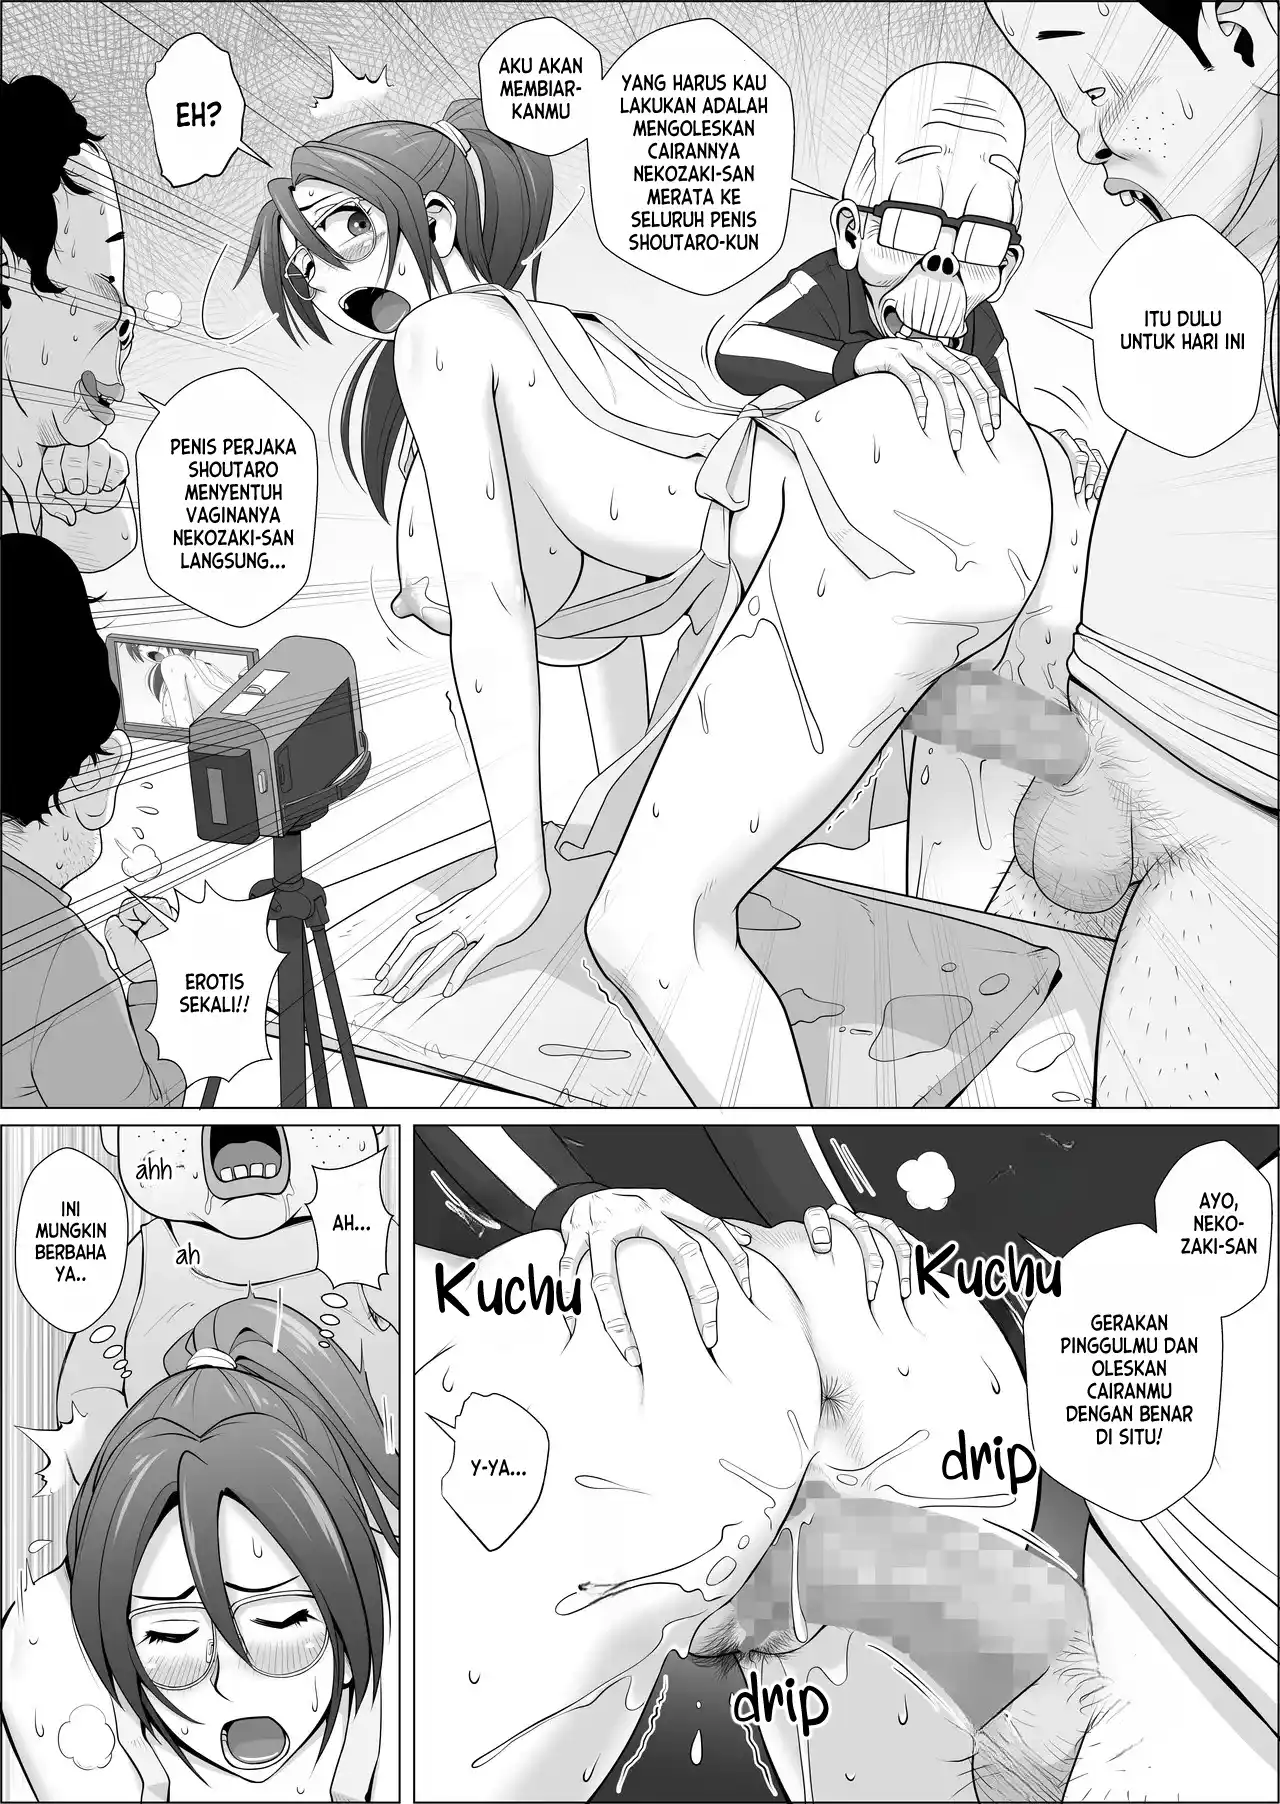 ITU DULU
UNTUK HARI INI
YANG HARUS KAU
LAKUKAN ADALAH
MENGOLESKAN
CAIRANNYA
NEKOZAKI-SAN
MERATA KE
SELURUH PENIS
SHOUTARO-KUN
AKU AKAN
MEMBIAR-
KANMU
EH?
PENIS PERJAKA
SHOUTARO
MENYENTUH
VAGINANYA
NEKOZAKI-SAN
LANGSUNG...
EROTIS
SEKALI!!
AYO,
NEKO-
ZAKI-SAN
GERAKAN
PINGGULMU DAN
OLESKAN
CAIRANMU
DENGAN BENAR
DI SITU!
Kuchu
Kuchu
drip
Y-YA...
drip
AH...
ahh
ah
INI
MUNGKIN
BERBAHA
YA..